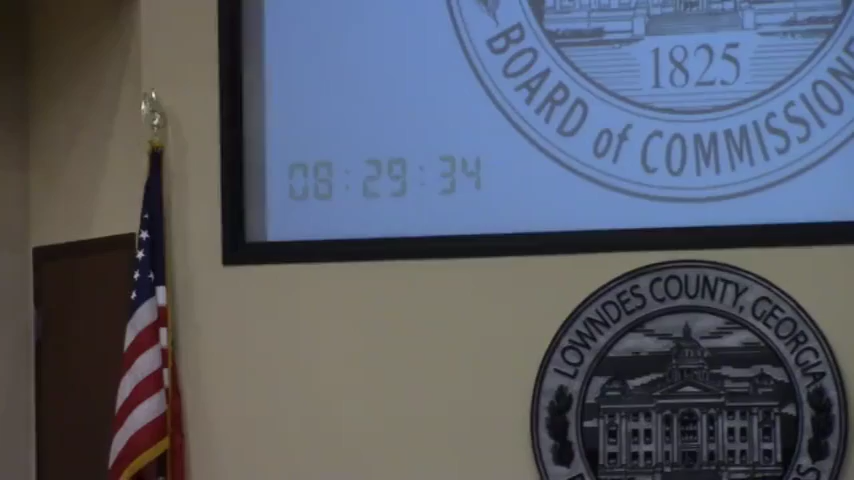 1825
BOARD of COMMISSIONE
08:29:34
LOWNDES COUNTY, GEORGIA